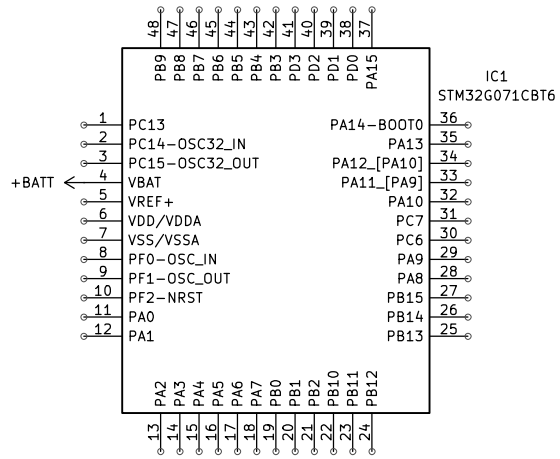 48 47 46 45 44 43 42 41 40 39 38 37
PB9 PB8 PB7 PB6 PB5 PB4 PB3 PD3 PD2 PD1 PD0 PA15
IC1
STM32G071CBT6
1 PC13 PA14-BOOT0 36
2 PC14-OSC32_IN PA13 35
3 PC15-OSC32_OUT PA12_[PA10] 34
+BATT 4 VBAT PA11_[PA9] 33
5 VREF+ PA10 32
6 VDD/VDDA PC7 31
7 VSS/VSSA PC6 30
8 PF0-OSC_IN PA9 29
9 PF1-OSC_OUT PA8 28
10 PF2-NRST PB15 27
11 PA0 PB14 26
12 PA1 PB13 25
PA2 PA3 PA4 PA5 PA6 PA7 PB0 PB1 PB2 PB10 PB11 PB12
13 14 15 16 17 18 19 20 21 22 23 24